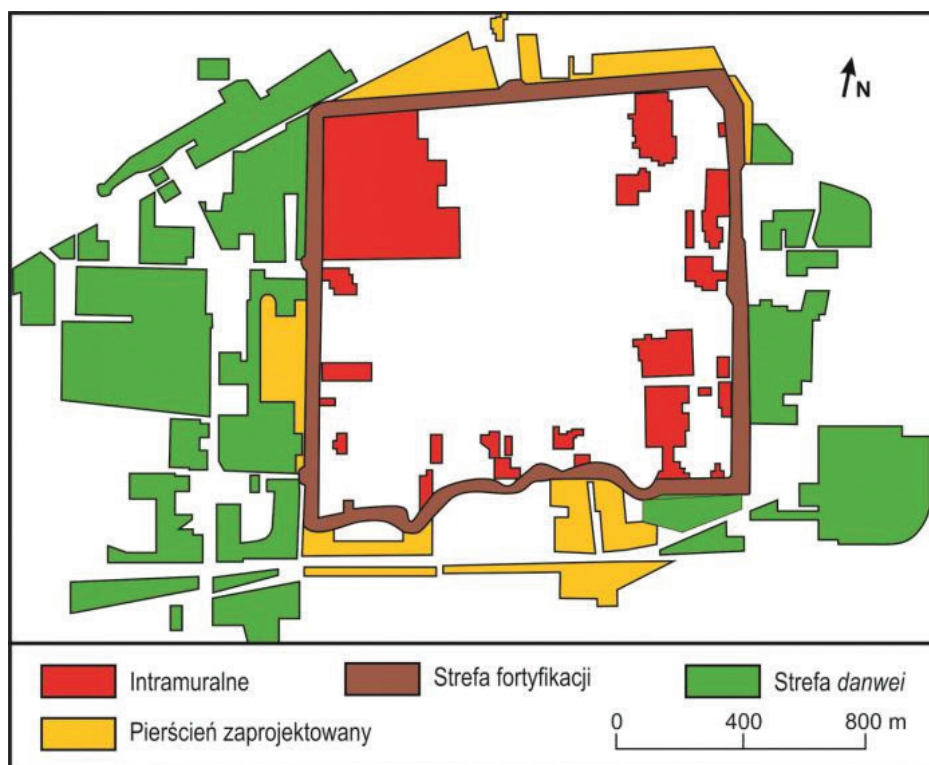 N
Intramuralne
Strefa fortyfikacji
Strefa danwei
Pierścień zaprojektowany
0 400 800 m